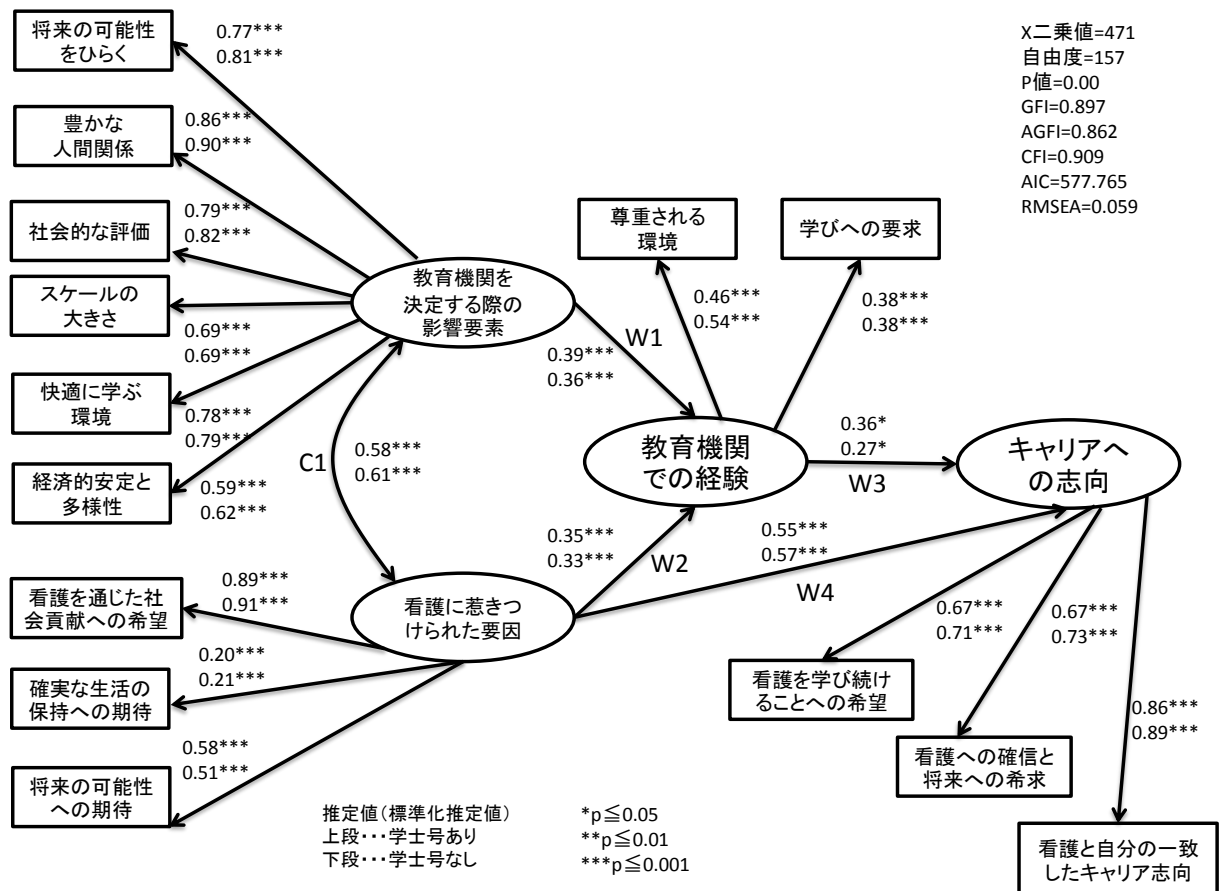 将来の可能性
をひらく
0.77***
0.81***
豊かな
人間関係
0.86***
0.90***
社会的な評価
0.79***
0.82***
スケールの
大きさ
0.69***
0.69***
快適に学ぶ
環境
0.78***
0.79***
経済的安定と
多様性
0.59***
0.62***
教育機関を
決定する際の
影響要素
C1
0.58***
0.61***
看護を通じた社
会貢献への希望
0.89***
0.91***
確実な生活の
保持への期待
0.20***
0.21***
将来の可能性
への期待
0.58***
0.51***
看護に惹きつ
けられた要因
W1
0.39***
0.36***
W2
0.35***
0.33***
尊重される
環境
0.46***
0.54***
学びへの要求
0.38***
0.38***
教育機関
での経験
0.36*
0.27*
W3
0.55***
0.57***
W4
キャリアへ
の志向
0.67***
0.71***
看護を学び続け
ることへの希望
0.67***
0.73***
看護への確信と
将来への希求
0.86***
0.89***
看護と自分の一致
したキャリア志向
X二乗値=471
自由度=157
P値=0.00
GFI=0.897
AGFI=0.862
CFI=0.909
AIC=577.765
RMSEA=0.059
推定値(標準化推定値)
上段・・・学士号あり
下段・・・学士号なし
*p≦0.05
**p≦0.01
***p≦0.001